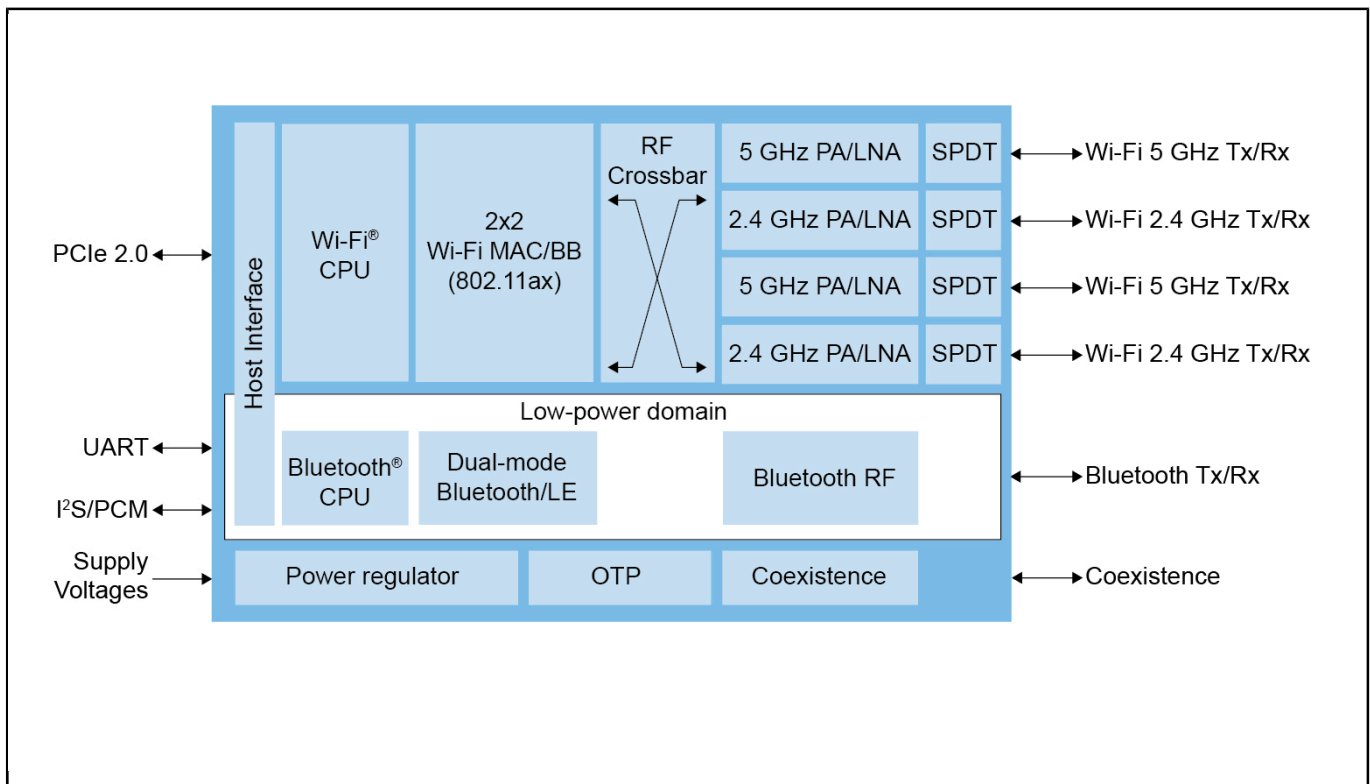 PCIe 2.0
UART
I²S/PCM
Supply
Voltages
Host Interface
Wi-Fi®
CPU
2x2
Wi-Fi MAC/BB
(802.11ax)
RF
Crossbar
5 GHz PA/LNA
SPDT
Wi-Fi 5 GHz Tx/Rx
2.4 GHz PA/LNA
SPDT
Wi-Fi 2.4 GHz Tx/Rx
5 GHz PA/LNA
SPDT
Wi-Fi 5 GHz Tx/Rx
2.4 GHz PA/LNA
SPDT
Wi-Fi 2.4 GHz Tx/Rx
Low-power domain
Bluetooth®
CPU
Dual-mode
Bluetooth/LE
Bluetooth RF
Bluetooth Tx/Rx
Power regulator
OTP
Coexistence
Coexistence